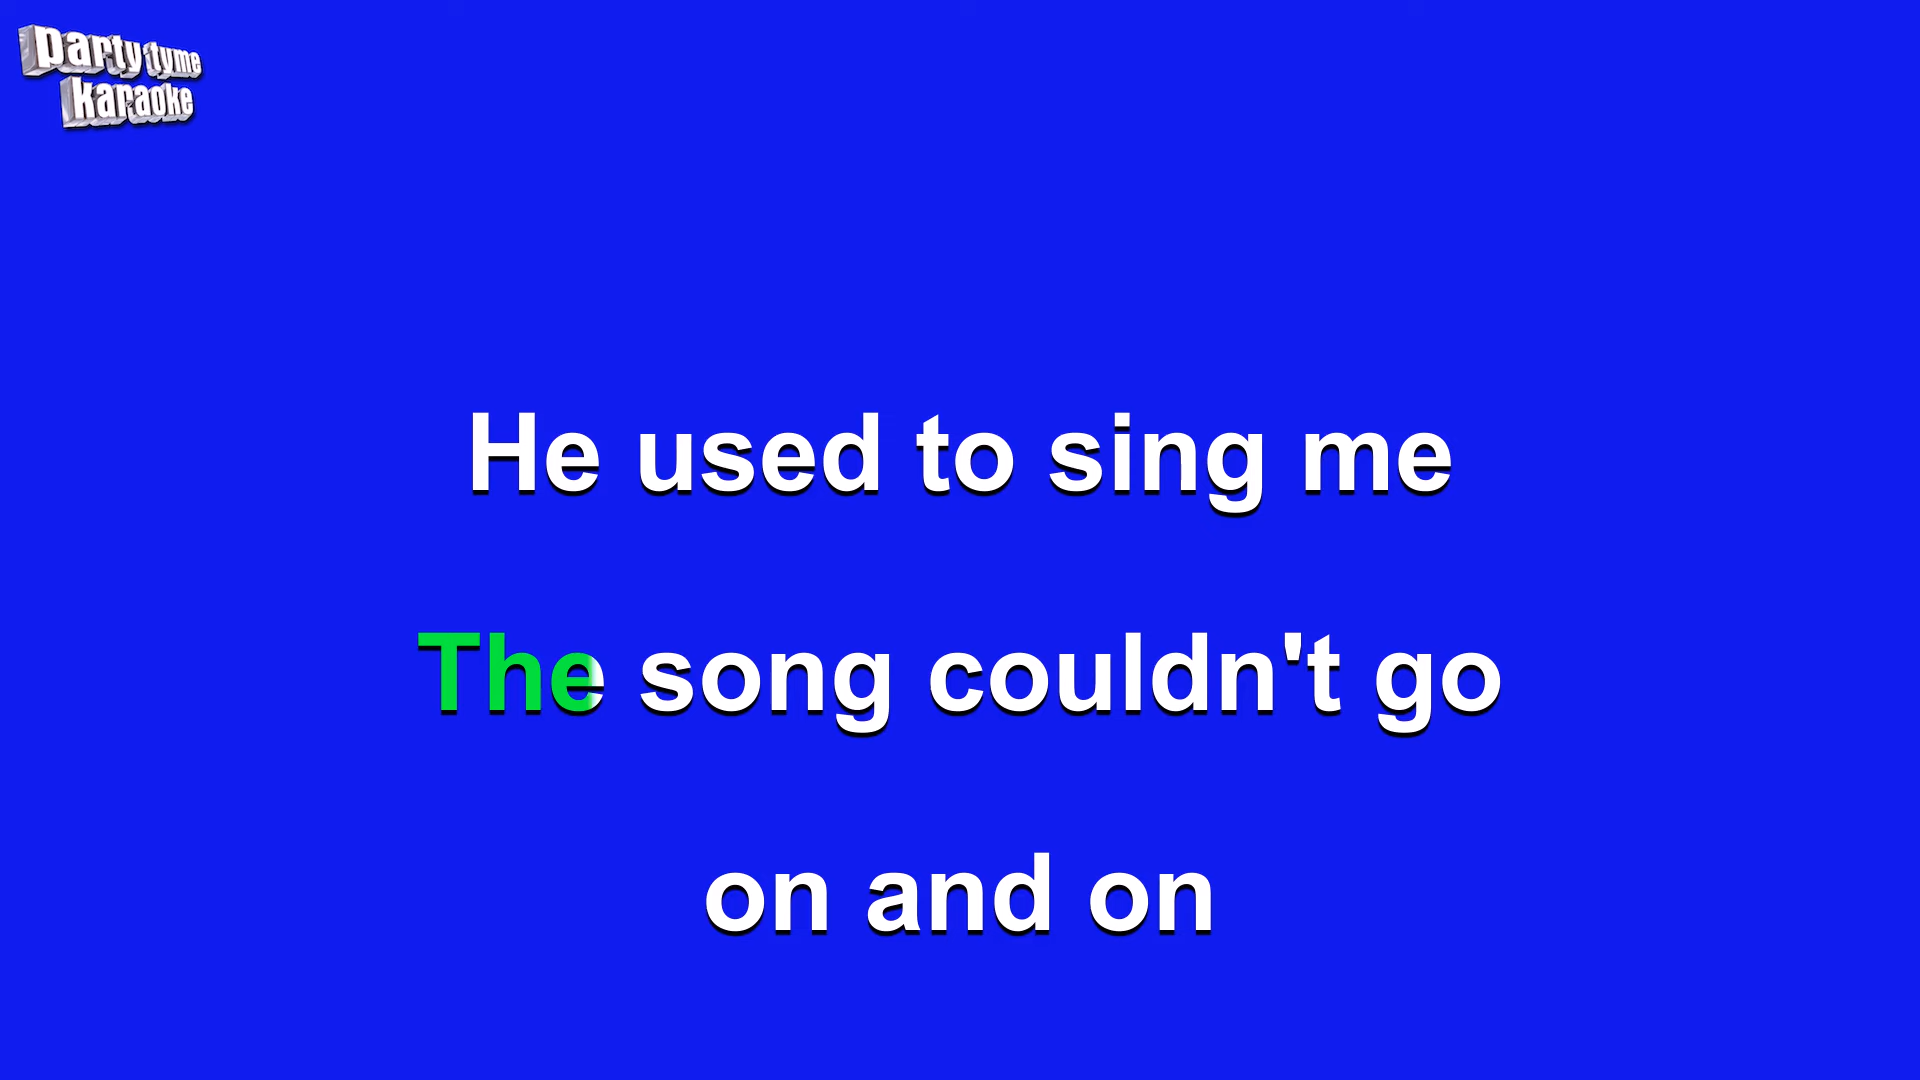 party tyme
karaoke
He used to sing me
The song couldn't go
on and on